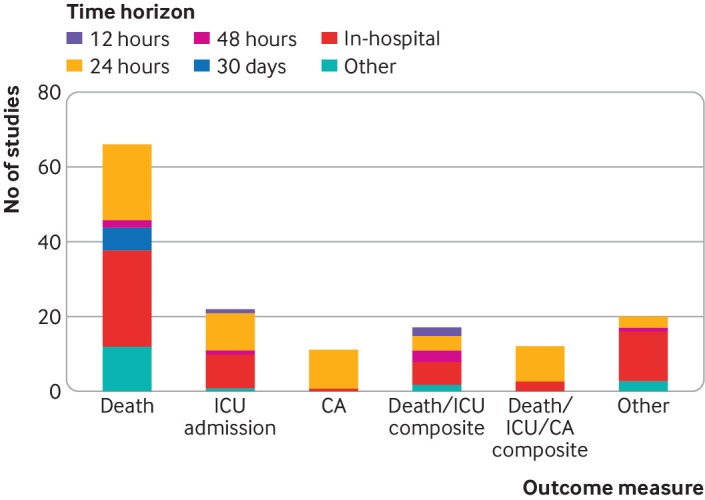 Time horizon
12 hours
48 hours
In-hospital
24 hours
30 days
Other
No of studies
80
60
40
20
0
Death
ICU
admission
CA
Death/ICU
composite
Death/
ICU/CA
composite
Other
Outcome measure